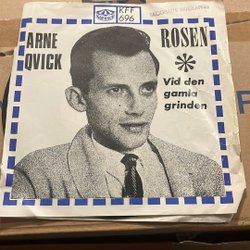 KFF
696
ARNE
QVICK
ROSEN
Vid den
gamla
grinden